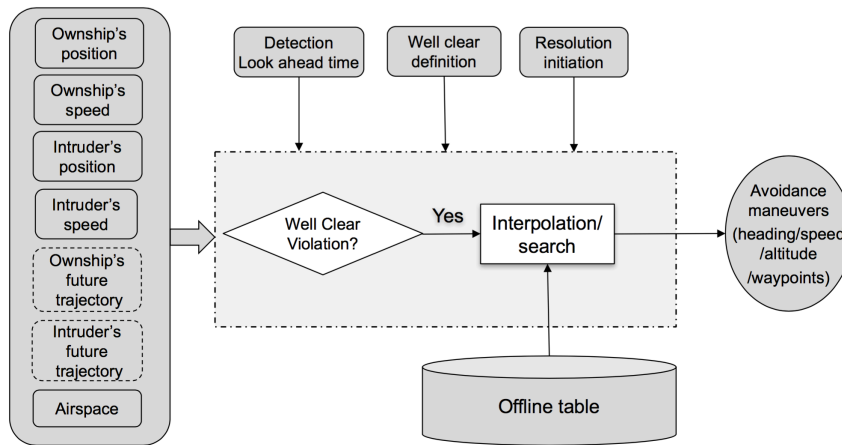 Ownship's
position
Ownship's
speed
Intruder's
position
Intruder's
speed
Ownship's
future
trajectory
Intruder's
future
trajectory
Airspace
Detection
Look ahead time
Well clear
definition
Resolution
initiation
Well Clear
Violation?
Yes
Interpolation/
search
Offline table
Avoidance
maneuvers
(heading/speed
/altitude
/waypoints)